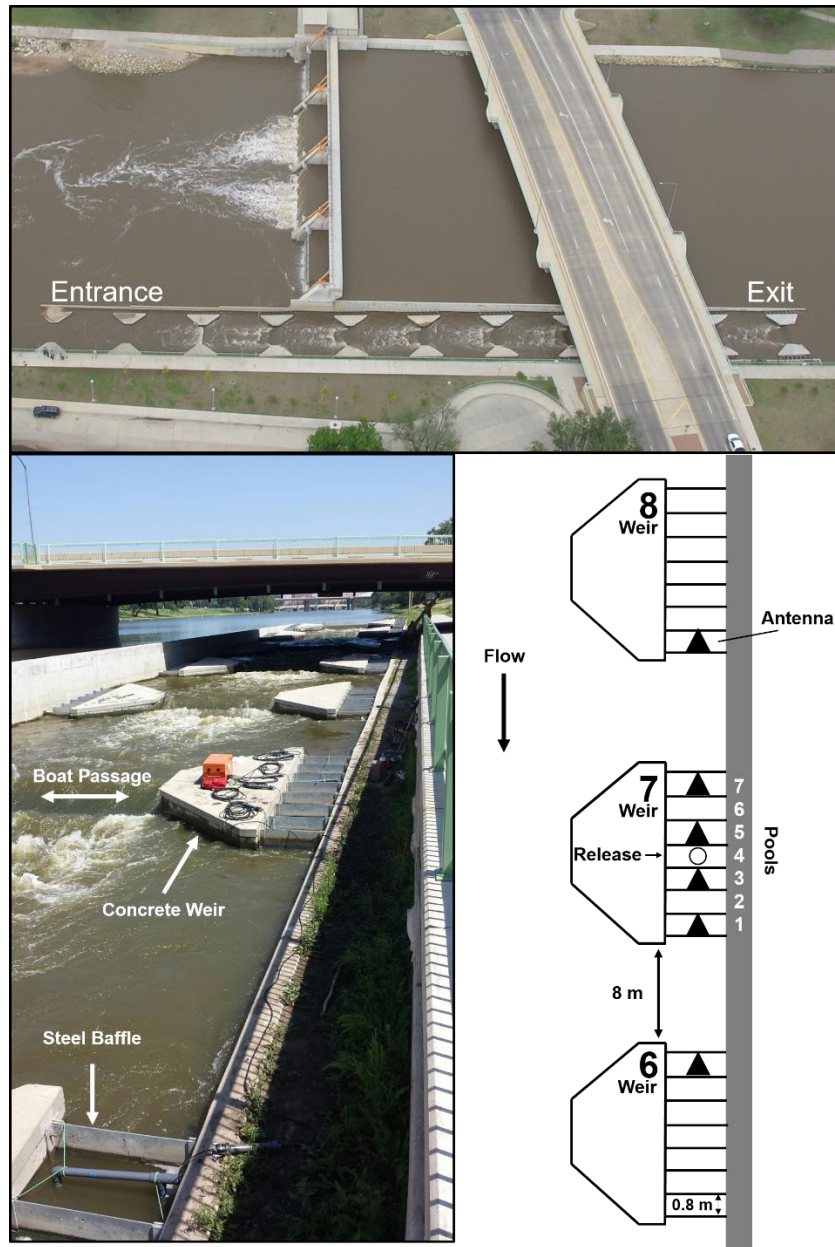 Entrance
Exit
Boat Passage
Concrete Weir
Steel Baffle
8
Weir
Antenna
Flow
7
Weir
Release
7
6
5
4
3
2
1
Pools
8 m
6
Weir
0.8 m